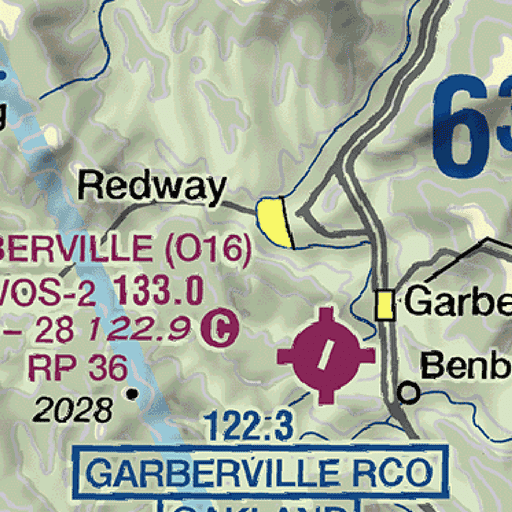 63
g
Redway
BERVILLE (O16)
WOS-2 133.0
Garbe
– 28 122.9 C
RP 36
Benb
2028
122:3
GARBERVILLE RCO
OAKLAND